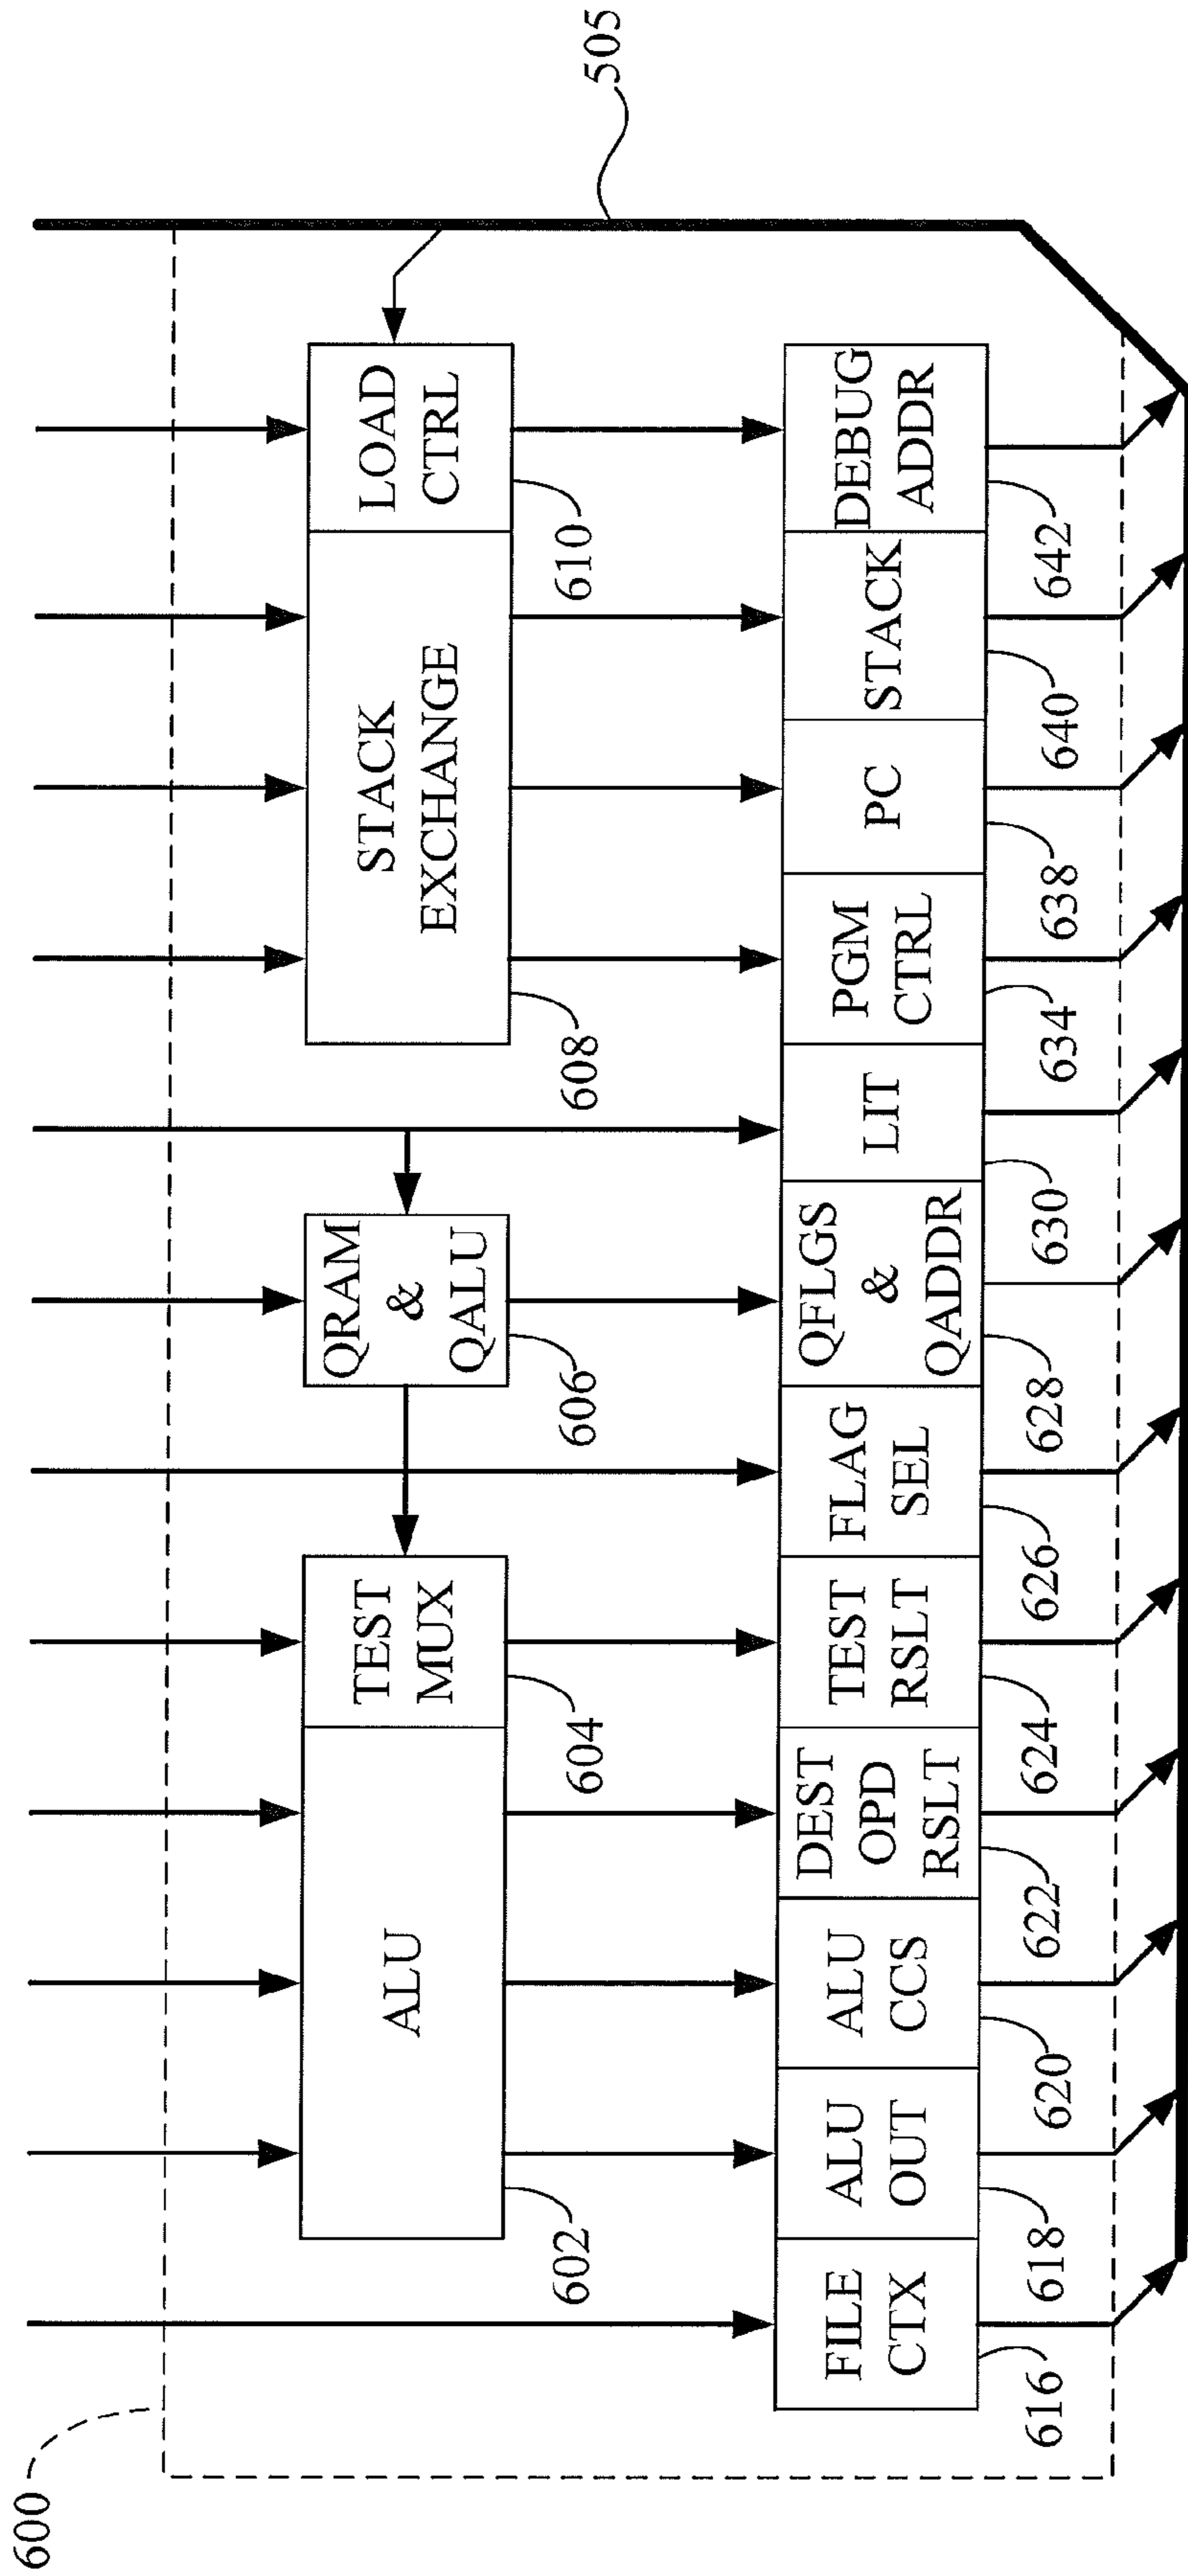 600
505
ALU
TEST
MUX
QRAM
&
QALU
STACK
EXCHANGE
LOAD
CTRL
602
604
606
608
610
FILE
CTX
ALU
OUT
ALU
CCS
DEST
OPD
RSLT
TEST
RSLT
FLAG
SEL
QFLGS
&
QADDR
LIT
PGM
CTRL
PC
STACK
DEBUG
ADDR
616
618
620
622
624
626
628
630
634
638
640
642